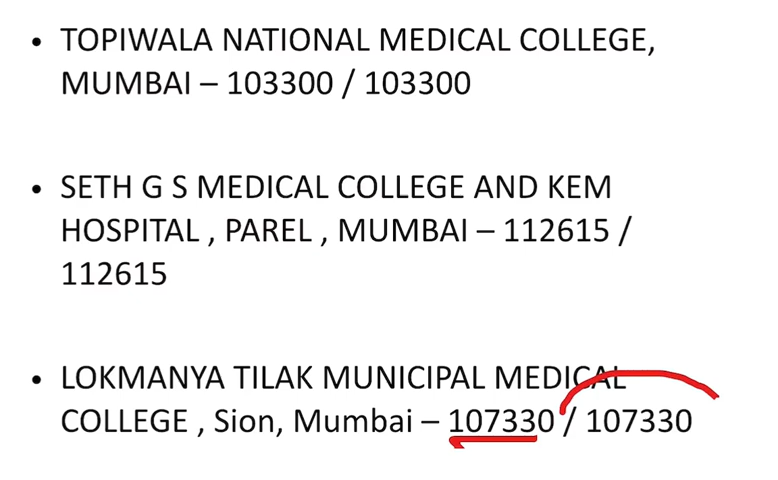 • TOPIWALA NATIONAL MEDICAL COLLEGE,
MUMBAI – 103300 / 103300
• SETH G S MEDICAL COLLEGE AND KEM
HOSPITAL , PAREL , MUMBAI – 112615 /
112615
• LOKMANYA TILAK MUNICIPAL MEDICAL
COLLEGE , Sion, Mumbai – 107330 / 107330